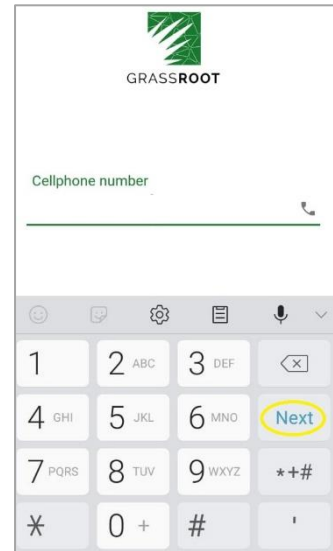 GRASSROOT
Cellphone number
1 2 ABC 3 DEF
4 GHI 5 JKL 6 MNO Next
7 PQRS 8 TUV 9 WXYZ *+#
* 0 + # '